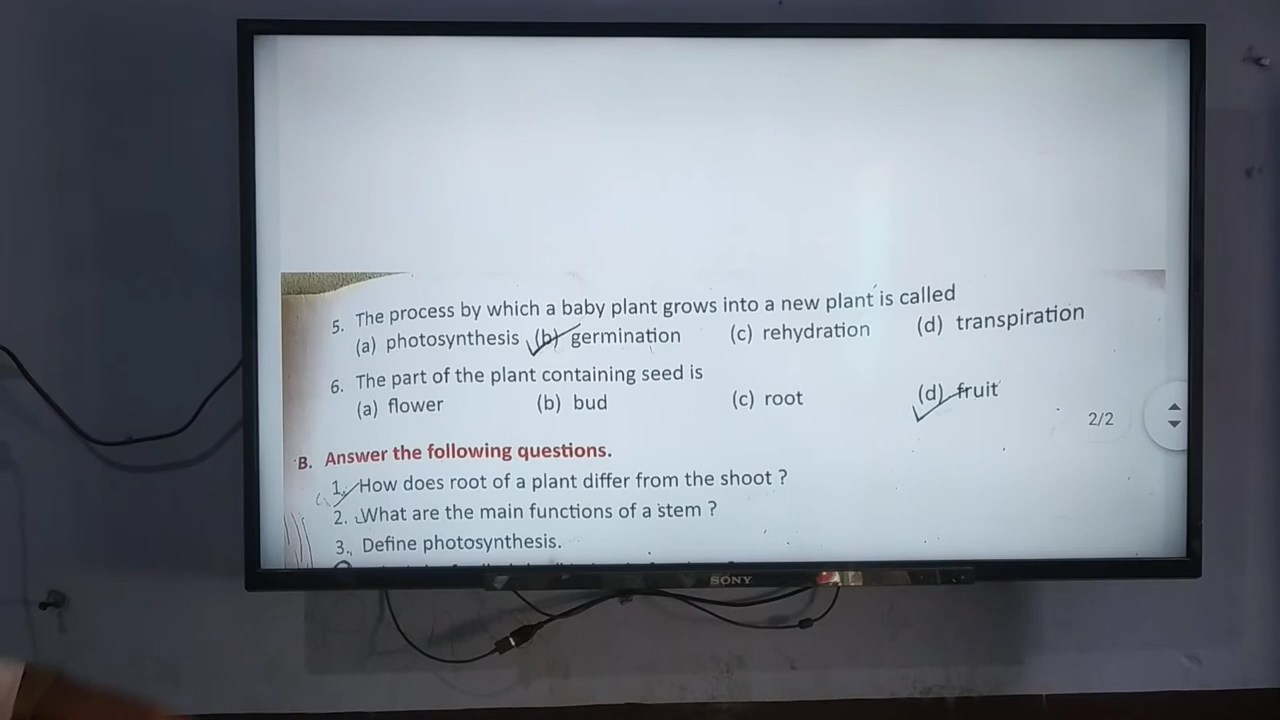 5. The process by which a baby plant grows into a new plant is called
(a) photosynthesis (b) germination (c) rehydration (d) transpiration
6. The part of the plant containing seed is
(a) flower (b) bud (c) root (d) fruit
2/2
B. Answer the following questions.
1. How does root of a plant differ from the shoot ?
2. What are the main functions of a stem ?
3. Define photosynthesis.
SONY